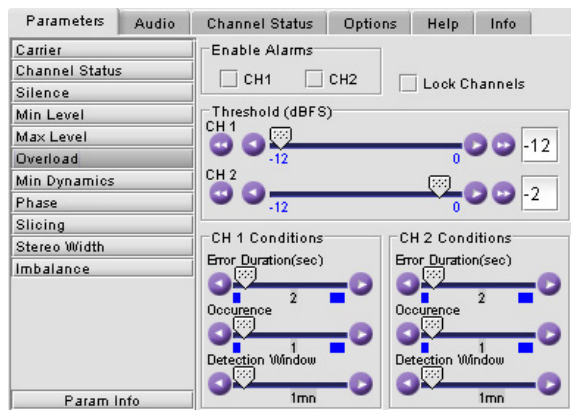 Parameters Audio Channel Status Options Help Info
Carrier
Channel Status
Silence
Min Level
Max Level
Overload
Min Dynamics
Phase
Slicing
Stereo Width
Imbalance
Param Info
Enable Alarms
CH1 CH2 Lock Channels
Threshold (dBFS)
CH 1
-12 0 -12
CH 2
-12 0 -2
CH 1 Conditions
Error Duration(sec)
2
Occurence
1
Detection Window
1mn
CH 2 Conditions
Error Duration(sec)
2
Occurence
1
Detection Window
1mn